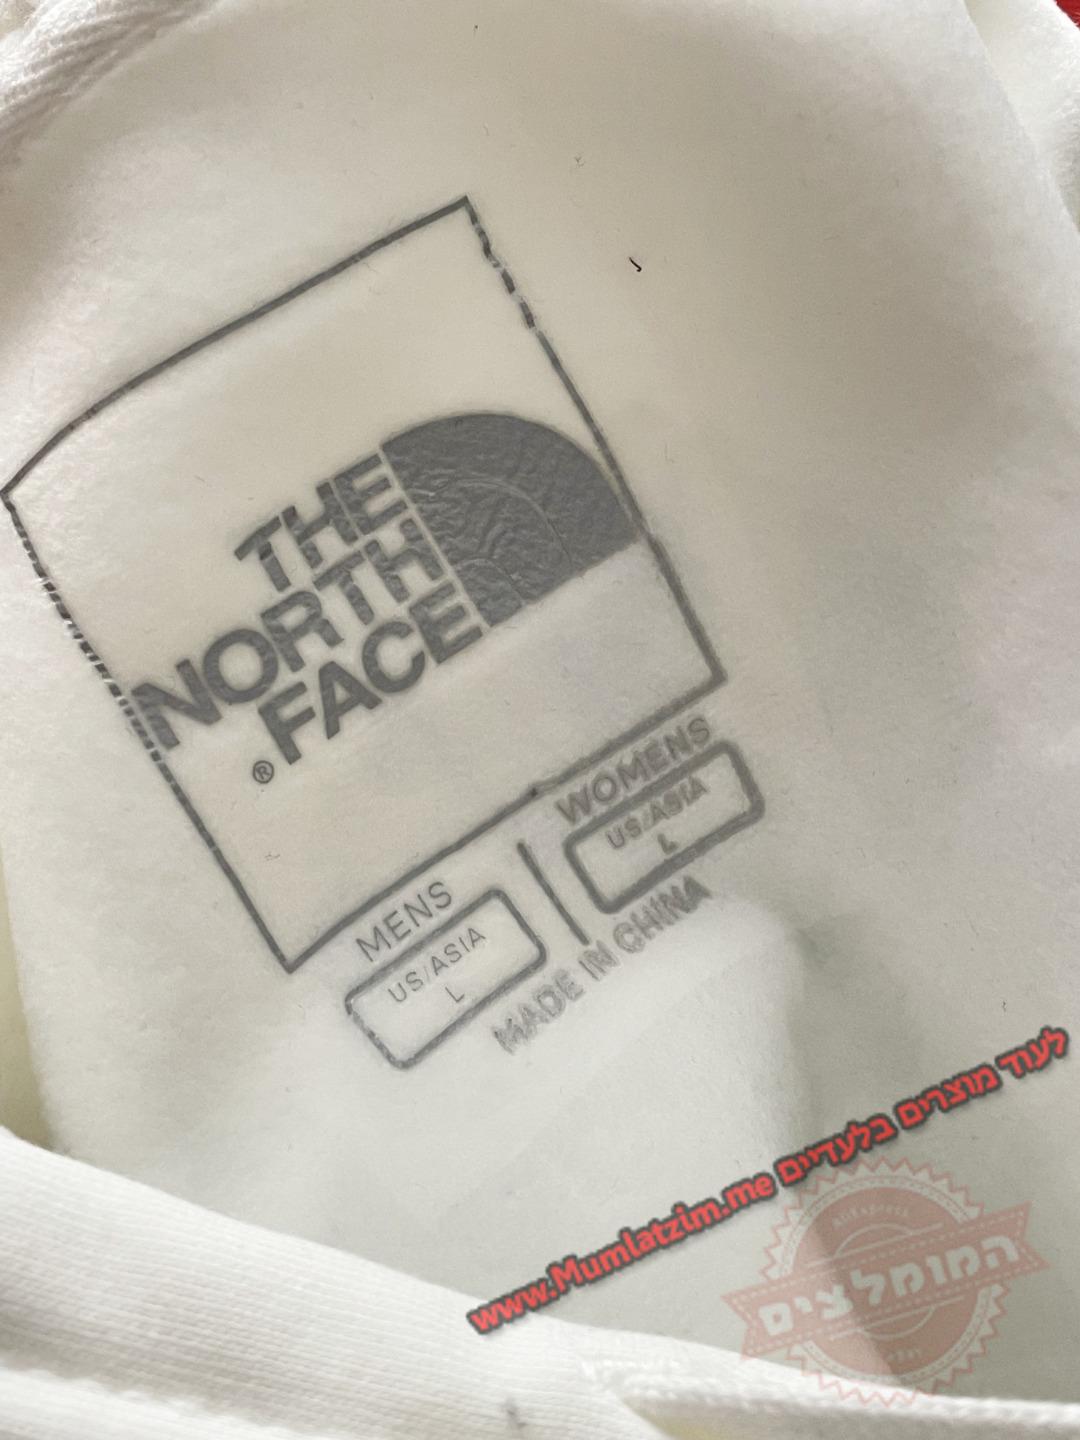 THE
NORTH
FACE
®
MENS
US/ASIA
L
WOMENS
US/ASIA
L
MADE IN CHINA
לעוד מוצרים בלעדיים www.Mumlatzim.me
המומלצים